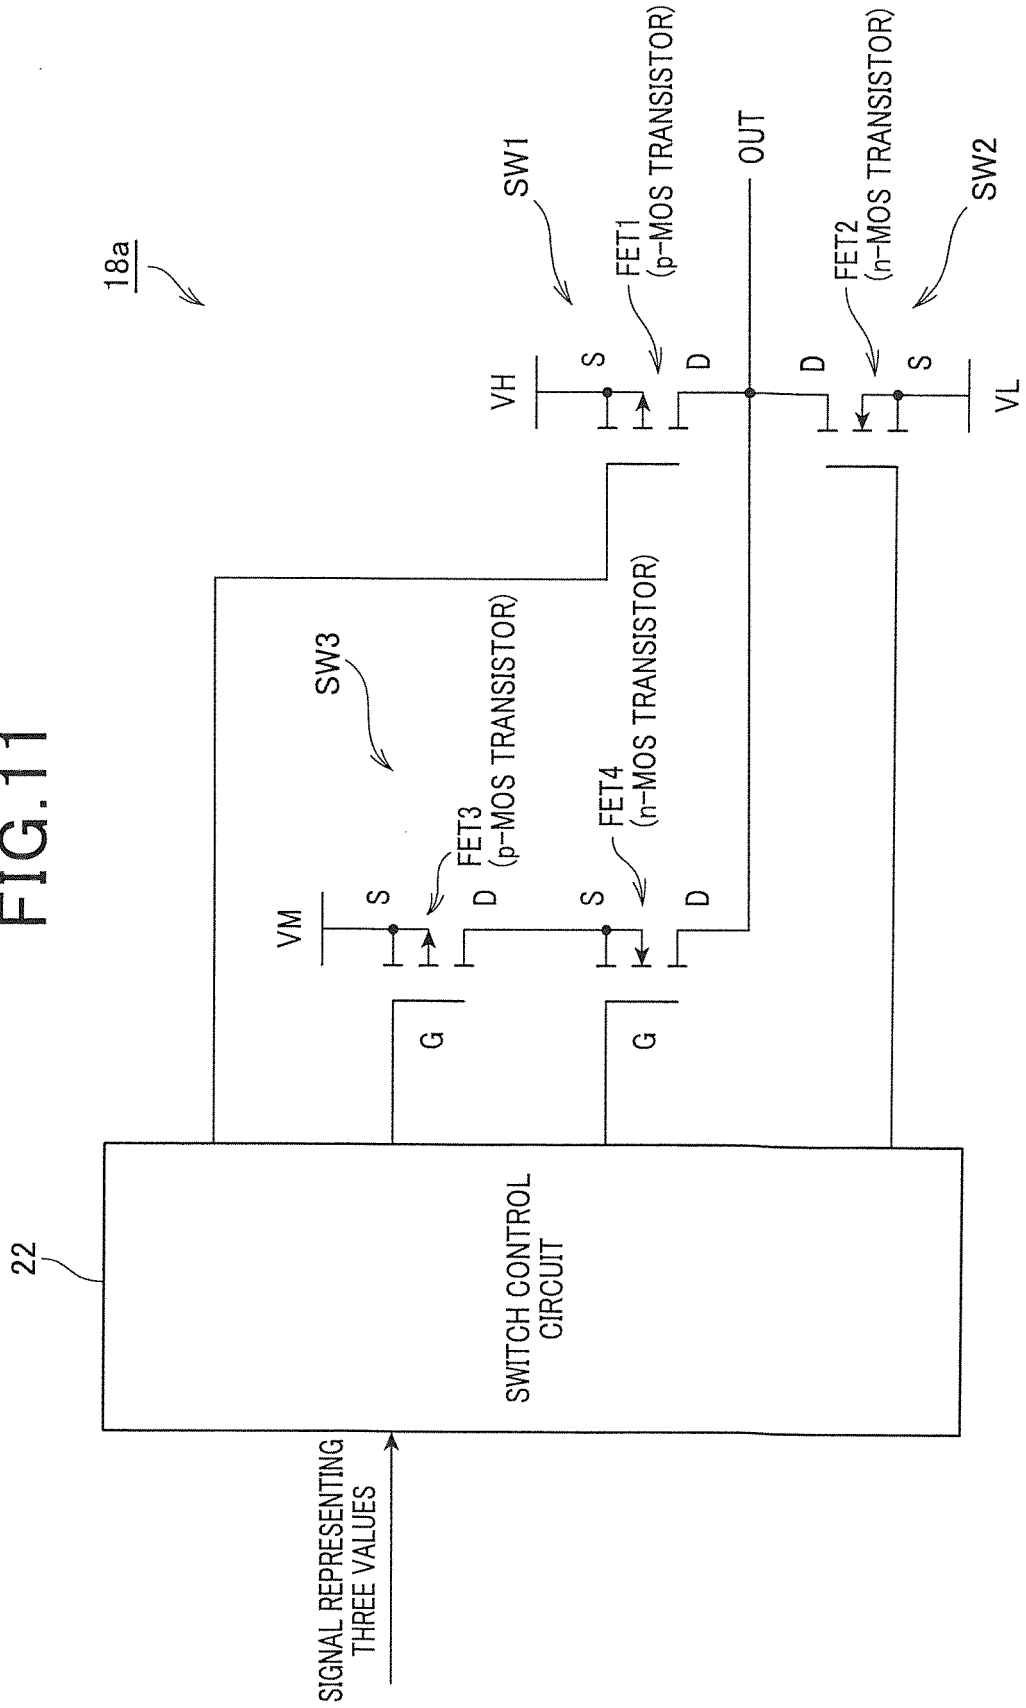 FIG.11
18a
22
SIGNAL REPRESENTING
THREE VALUES
SWITCH CONTROL
CIRCUIT
SW3
VM
S
FET3
(p-MOS TRANSISTOR)
D
G
S
FET4
(n-MOS TRANSISTOR)
D
G
SW1
VH
S
FET1
(p-MOS TRANSISTOR)
D
OUT
D
FET2
(n-MOS TRANSISTOR)
S
VL
SW2